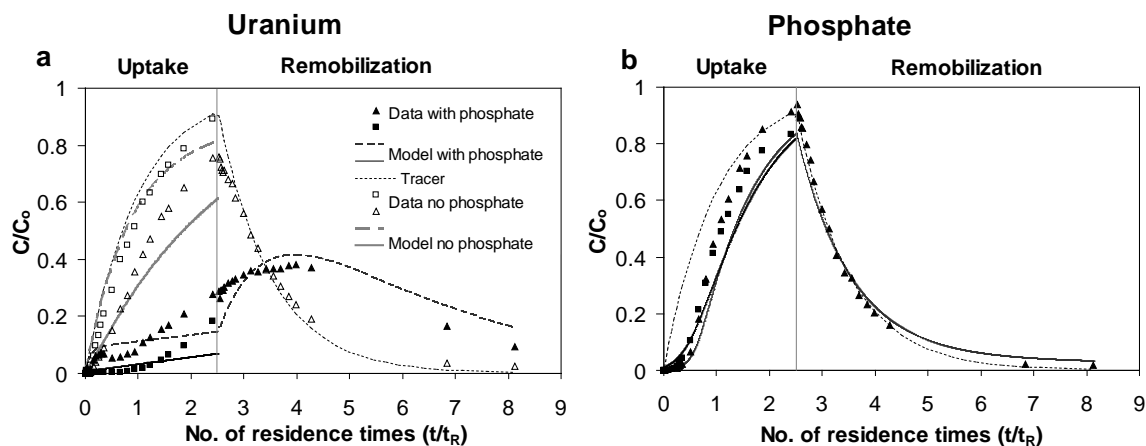 Uranium
a
Uptake
Remobilization
C/Co
1
0.8
0.6
0.4
0.2
0
Data with phosphate
Model with phosphate
Tracer
Data no phosphate
Model no phosphate
0 1 2 3 4 5 6 7 8 9
No. of residence times (t/tR)
Phosphate
b
Uptake
Remobilization
C/Co
1
0.8
0.6
0.4
0.2
0
0 1 2 3 4 5 6 7 8 9
No. of residence times (t/tR)